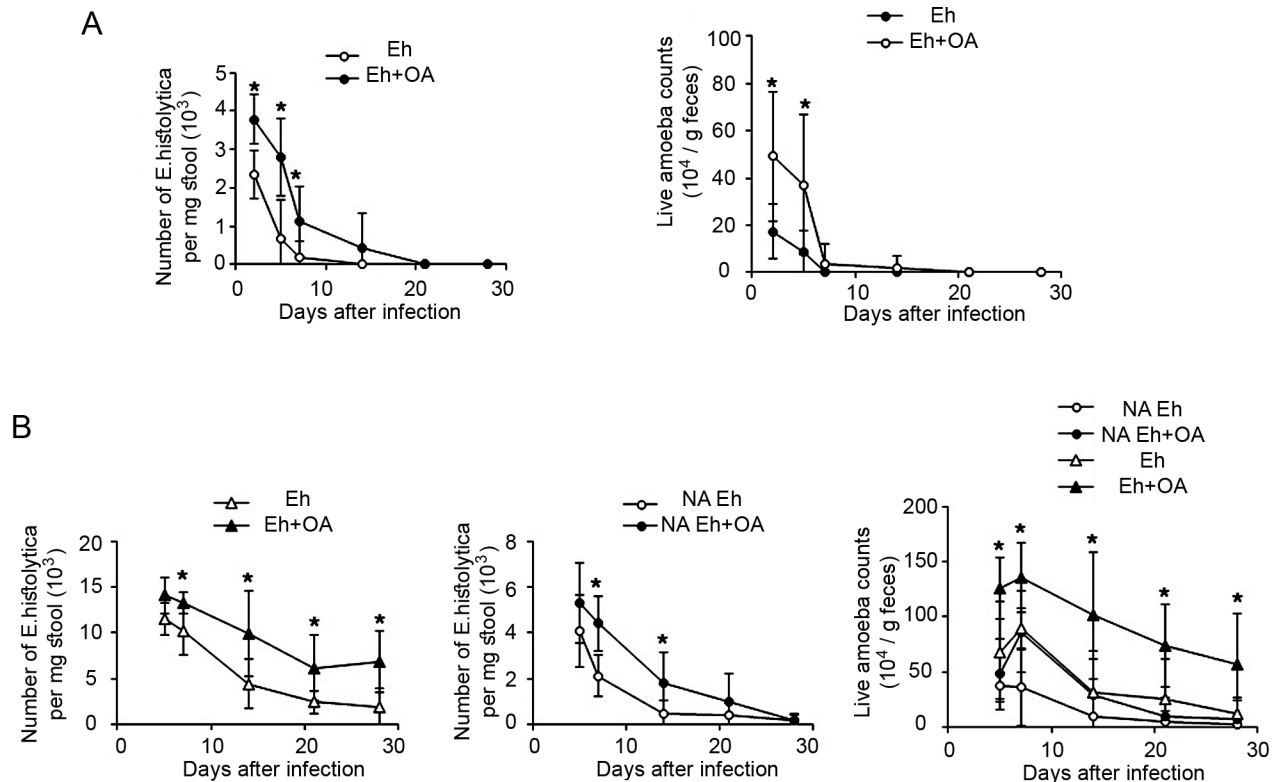 A
Eh
Eh+OA
Number of E.histolytica
per mg stool (10³)
5
4
3
2
1
0
0
10
20
30
Days after infection
*
*
*
Eh
Eh+OA
Live amoeba counts
(10⁴ / g feces)
100
80
60
40
20
0
0
10
20
30
Days after infection
*
*
B
Eh
Eh+OA
Number of E.histolytica
per mg stool (10³)
20
15
10
5
0
0
10
20
30
Days after infection
*
*
*
*
NA Eh
NA Eh+OA
Number of E.histolytica
per mg stool (10³)
8
6
4
2
0
0
10
20
30
Days after infection
*
*
NA Eh
NA Eh+OA
Eh
Eh+OA
Live amoeba counts
(10⁴ / g feces)
200
150
100
50
0
0
10
20
30
Days after infection
*
*
*
*
*